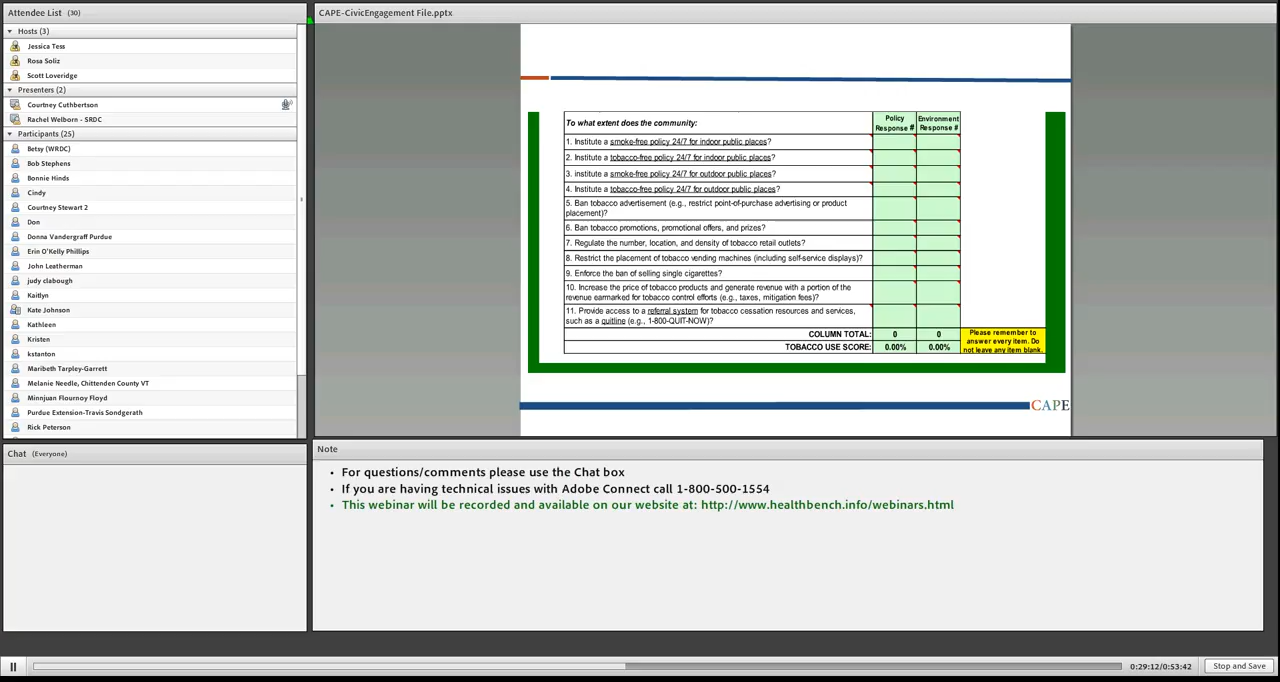 Attendee List (30)
Hosts (3)
Jessica Tess
Rosa Soliz
Scott Loveridge
Presenters (2)
Courtney Cuthbertson
Rachel Welborn - SRDC
Participants (25)
Betsy (WRDC)
Bob Stephens
Bonnie Hinds
Cindy
Courtney Stewart 2
Don
Donna Vandergraff Purdue
Erin O'Kelly Phillips
John Leatherman
judy clabough
Kaitlyn
Kate Johnson
Kathleen
Kristen
kstanton
Maribeth Tarpley-Garrett
Melanie Needle, Chittenden County VT
Minnjuan Flournoy Floyd
Purdue Extension-Travis Sondgerath
Rick Peterson
Chat (Everyone)
CAPE-CivicEngagement File.pptx
To what extent does the community:
Policy
Response #
Environment
Response #
1. Institute a smoke-free policy 24/7 for indoor public places?
2. Institute a tobacco-free policy 24/7 for indoor public places?
3. institute a smoke-free policy 24/7 for outdoor public places?
4. Institute a tobacco-free policy 24/7 for outdoor public places?
5. Ban tobacco advertisement (e.g., restrict point-of-purchase advertising or product
placement)?
6. Ban tobacco promotions, promotional offers, and prizes?
7. Regulate the number, location, and density of tobacco retail outlets?
8. Restrict the placement of tobacco vending machines (including self-service displays)?
9. Enforce the ban of selling single cigarettes?
10. Increase the price of tobacco products and generate revenue with a portion of the
revenue earmarked for tobacco control efforts (e.g., taxes, mitigation fees)?
11. Provide access to a referral system for tobacco cessation resources and services,
such as a quitline (e.g., 1-800-QUIT-NOW)?
COLUMN TOTAL: 0 0
TOBACCO USE SCORE: 0.00% 0.00%
Please remember to
answer every item. Do
not leave any item blank.
CAPE
Note
• For questions/comments please use the Chat box
• If you are having technical issues with Adobe Connect call 1-800-500-1554
• This webinar will be recorded and available on our website at: http://www.healthbench.info/webinars.html
0:29:12/0:53:42
Stop and Save